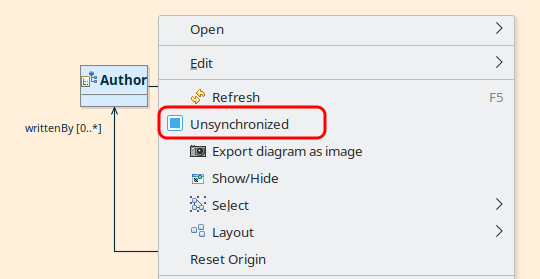 Open
Edit
Author
Refresh F5
Unsynchronized
writtenBy [0..*]
Export diagram as image
Show/Hide
Select
Layout
Reset Origin